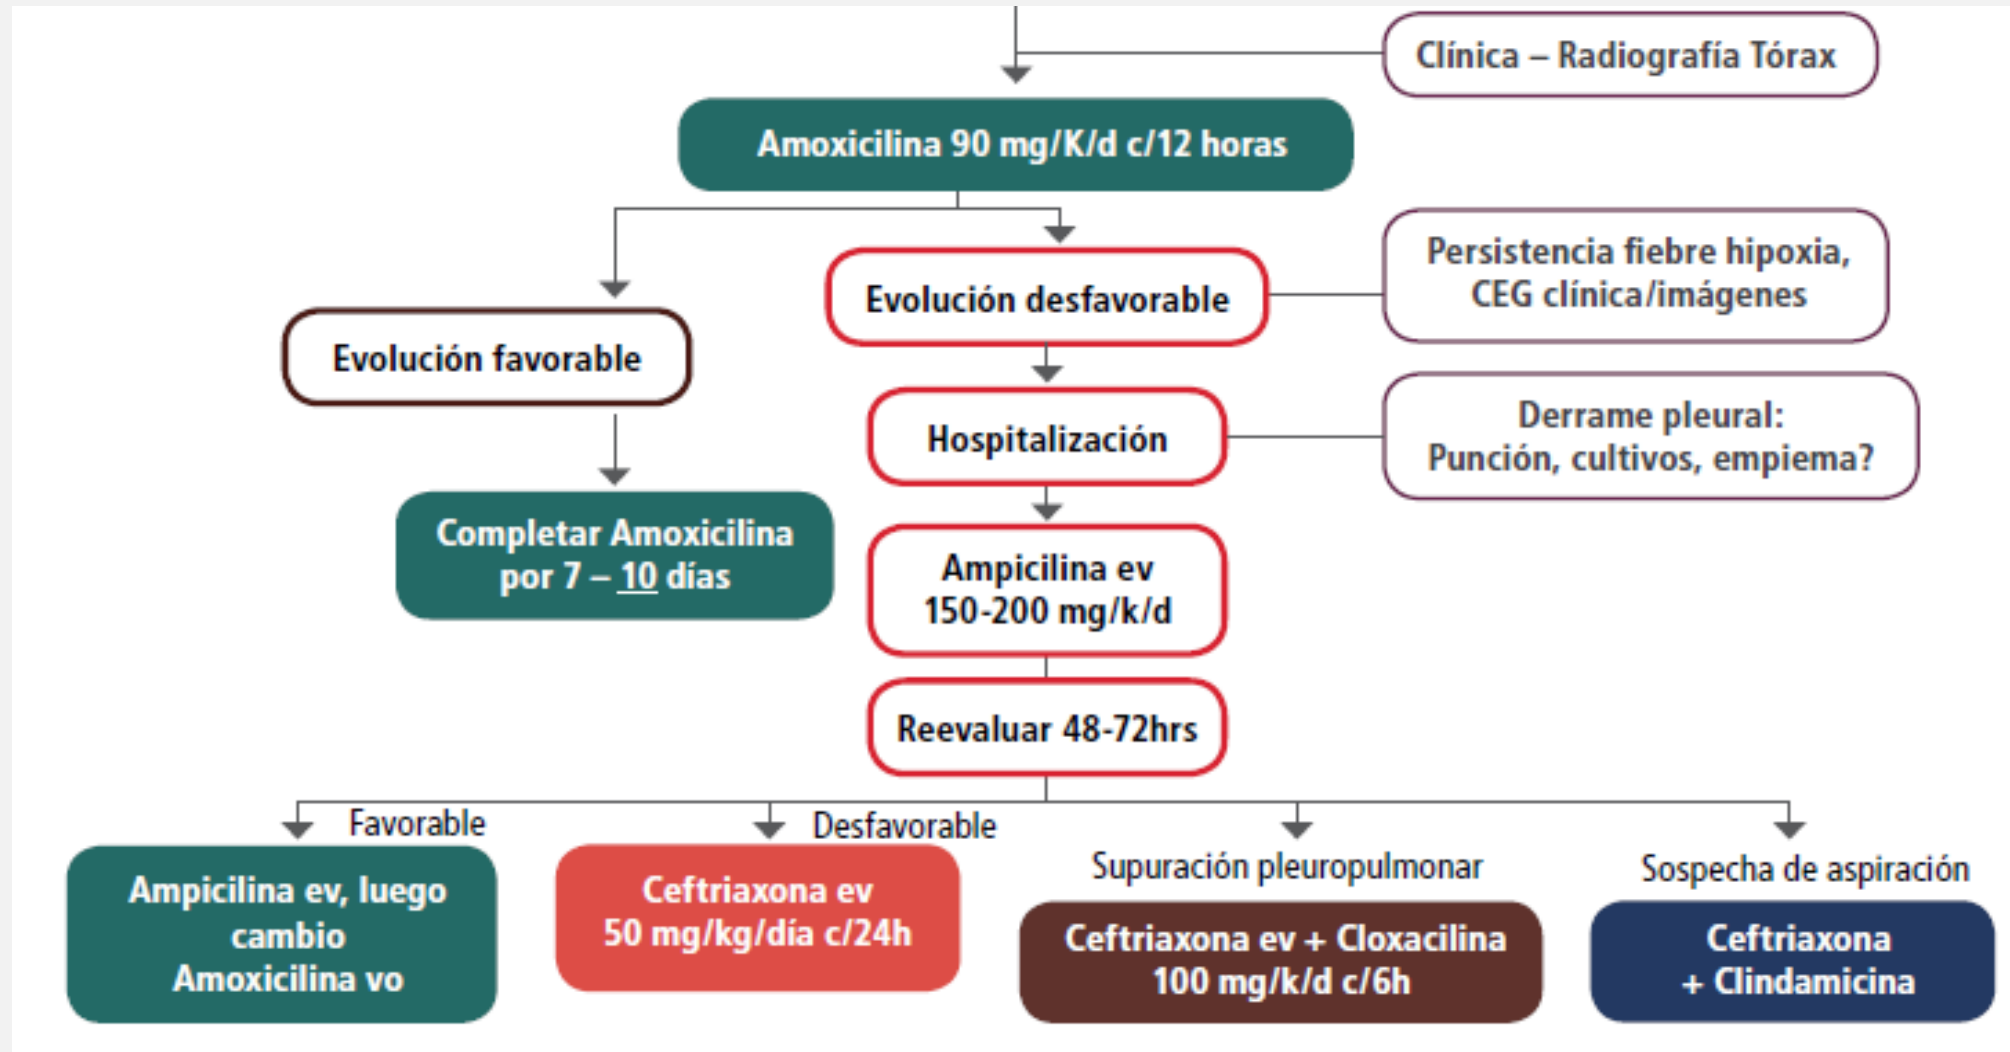 Clínica – Radiografía Tórax
Amoxicilina 90 mg/K/d c/12 horas
Persistencia fiebre hipoxia,
CEG clínica/imágenes
Evolución desfavorable
Evolución favorable
Derrame pleural:
Punción, cultivos, empiema?
Hospitalización
Completar Amoxicilina
por 7 – 10 días
Ampicilina ev
150-200 mg/k/d
Reevaluar 48-72hrs
Favorable
Desfavorable
Supuración pleuropulmonar
Sospecha de aspiración
Ampicilina ev, luego
cambio
Amoxicilina vo
Ceftriaxona ev
50 mg/kg/día c/24h
Ceftriaxona ev + Cloxacilina
100 mg/k/d c/6h
Ceftriaxona
+ Clindamicina